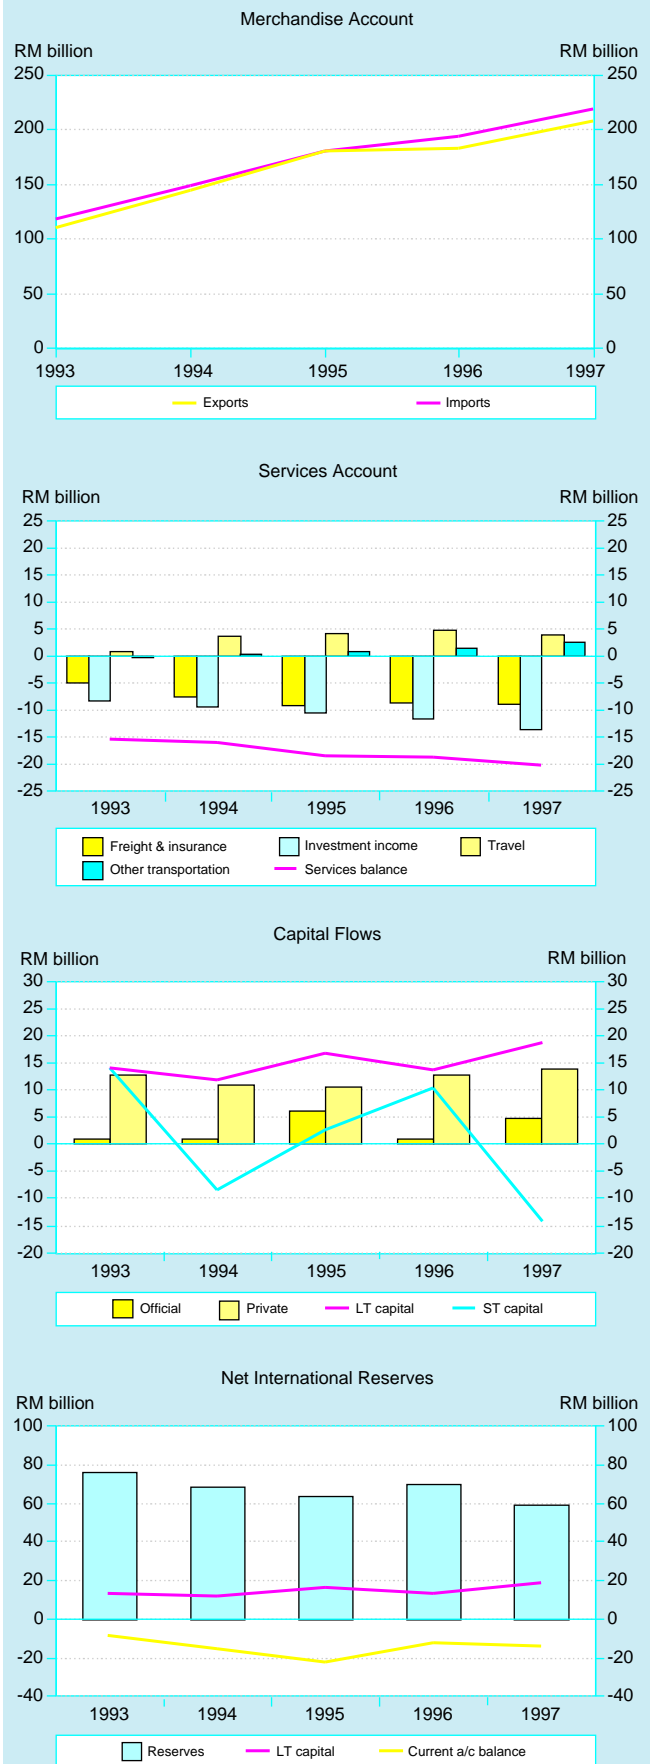 Merchandise Account
RM billion RM billion
250 250
200 200
150 150
100 100
50 50
0 0
1993 1994 1995 1996 1997
Exports Imports
Services Account
RM billion RM billion
25 25
20 20
15 15
10 10
5 5
0 0
-5 -5
-10 -10
-15 -15
-20 -20
-25 -25
1993 1994 1995 1996 1997
Freight & insurance Investment income Travel
Other transportation Services balance
Capital Flows
RM billion RM billion
30 30
25 25
20 20
15 15
10 10
5 5
0 0
-5 -5
-10 -10
-15 -15
-20 -20
1993 1994 1995 1996 1997
Official Private LT capital ST capital
Net International Reserves
RM billion RM billion
100 100
80 80
60 60
40 40
20 20
0 0
-20 -20
-40 -40
1993 1994 1995 1996 1997
Reserves LT capital Current a/c balance